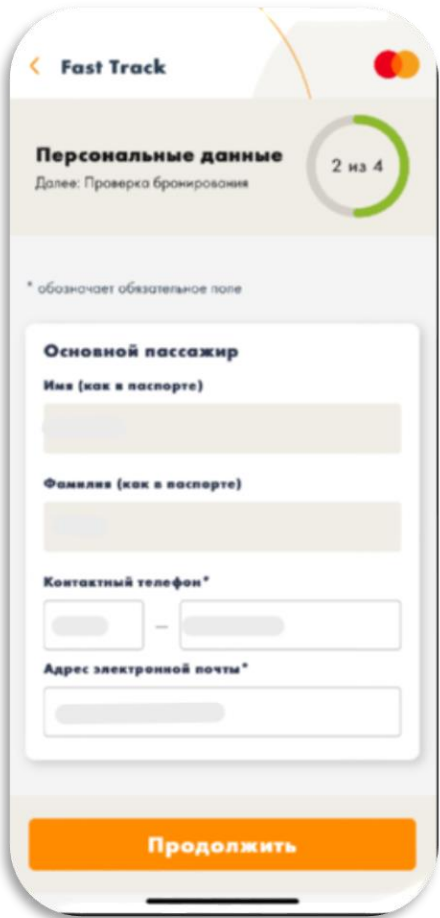 Fast Track
Персональные данные
Далее: Проверка бронирования
2 из 4
* обозначает обязательное поле
Основной пассажир
Имя (как в паспорте)
Фамилия (как в паспорте)
Контактный телефон*
—
Адрес электронной почты*
Продолжить